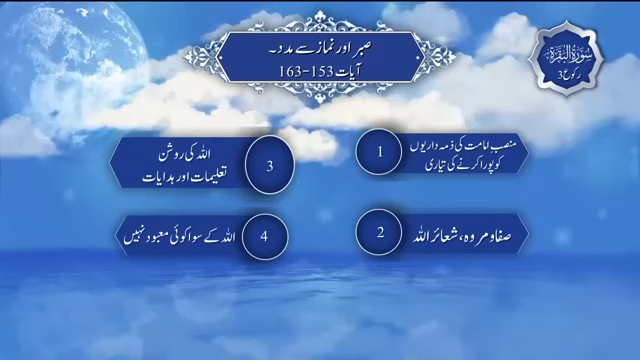 صبر اور نماز سے مدد۔
آیات 153-163
سورۃ البقرۃ
رکوع 3
1
منصبِ امامت کی ذمہ داریوں
کو پورا کرنے کی تیاری
2
صفا و مروہ، شعائر اللہ
3
اللہ کی روشن
تعلیمات اور ہدایات
4
اللہ کے سوا کوئی معبود نہیں